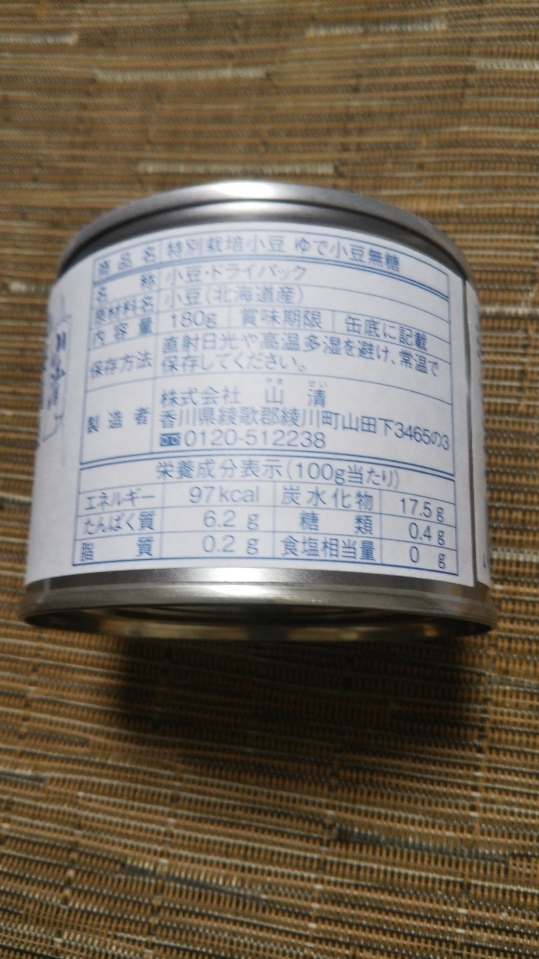 商品名 特別栽培小豆 ゆで小豆無糖
名称 小豆・ドライパック
原材料名 小豆(北海道産)
内容量 180g 賞味期限 缶底に記載
保存方法 直射日光や高温多湿を避け、常温で
保存してください。
製造者 株式会社 山清
やま せい
香川県綾歌郡綾川町山田下3465の3
0120-512238
栄養成分表示(100g当たり)
エネルギー 97kcal 炭水化物 17.5g
たんぱく質 6.2g 糖類 0.4g
脂質 0.2g 食塩相当量 0g